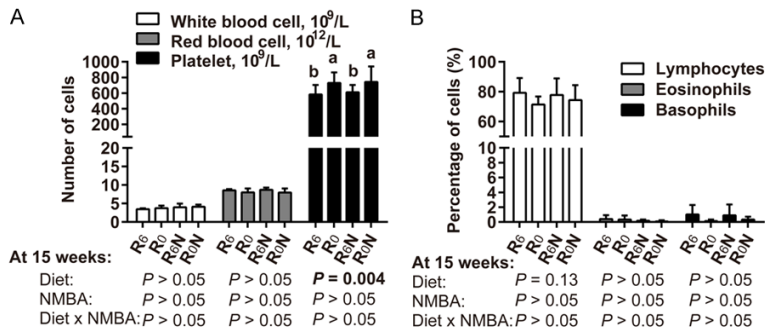 A
White blood cell, 10⁹/L
Red blood cell, 10¹²/L
Platelet, 10⁹/L
Number of cells
1000
800
600
400
20
15
10
5
0
b a b a
R6 R0 R6N R0N R6 R0 R6N R0N R6 R0 R6N R0N
At 15 weeks:
Diet: P > 0.05 P > 0.05 P = 0.004
NMBA: P > 0.05 P > 0.05 P > 0.05
Diet x NMBA: P > 0.05 P > 0.05 P > 0.05
B
Lymphocytes
Eosinophils
Basophils
Percentage of cells (%)
100
80
60
10
8
6
4
2
0
R6 R0 R6N R0N R6 R0 R6N R0N R6 R0 R6N R0N
At 15 weeks:
Diet: P = 0.13 P > 0.05 P > 0.05
NMBA: P > 0.05 P > 0.05 P > 0.05
Diet x NMBA: P > 0.05 P > 0.05 P > 0.05